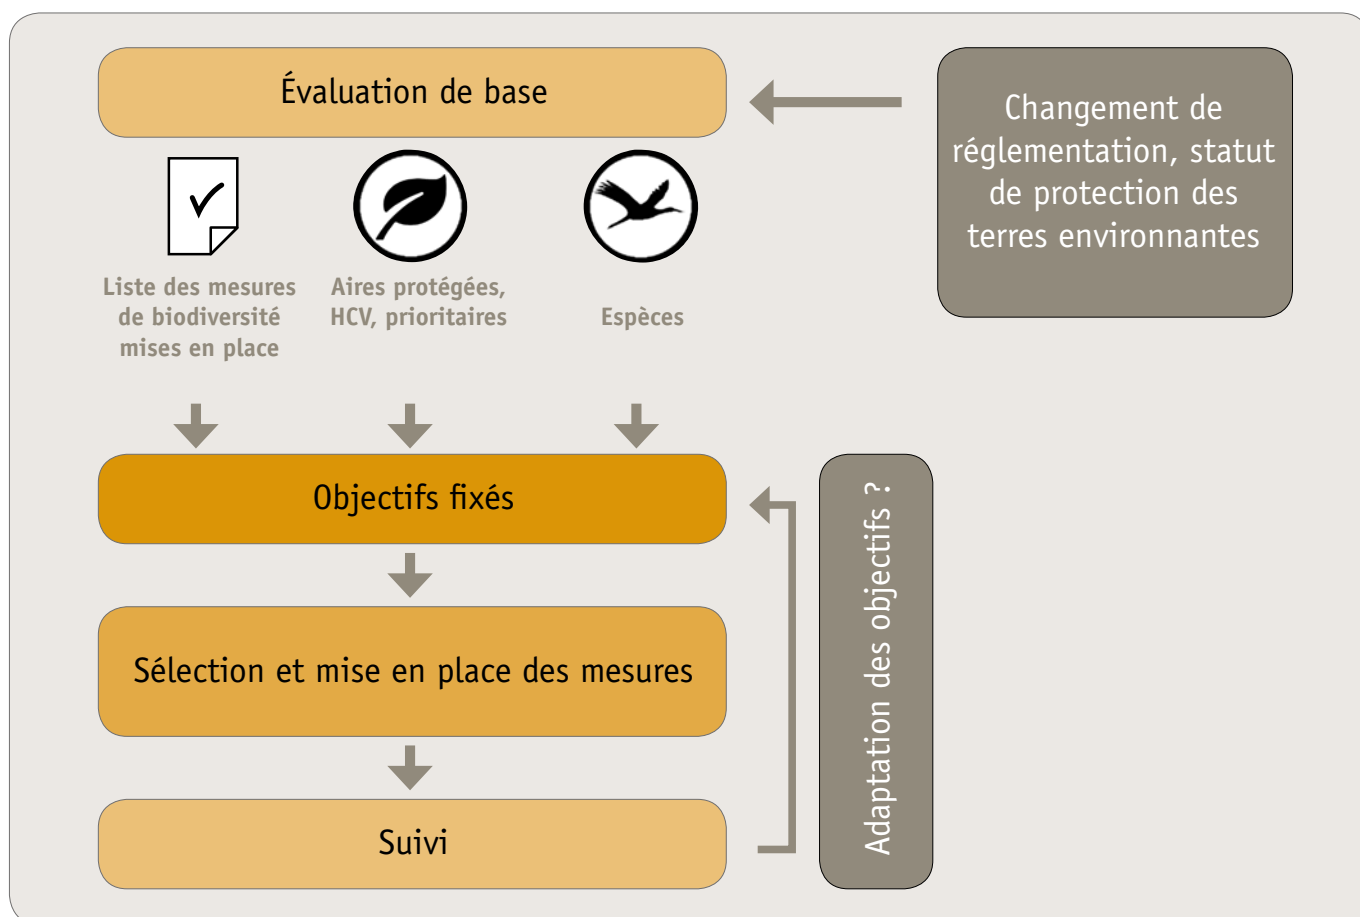 Évaluation de base
Changement de
réglementation, statut
de protection des
terres environnantes
Liste des mesures
de biodiversité
mises en place
Aires protégées,
HCV, prioritaires
Espèces
Objectifs fixés
Adaptation des objectifs ?
Sélection et mise en place des mesures
Suivi